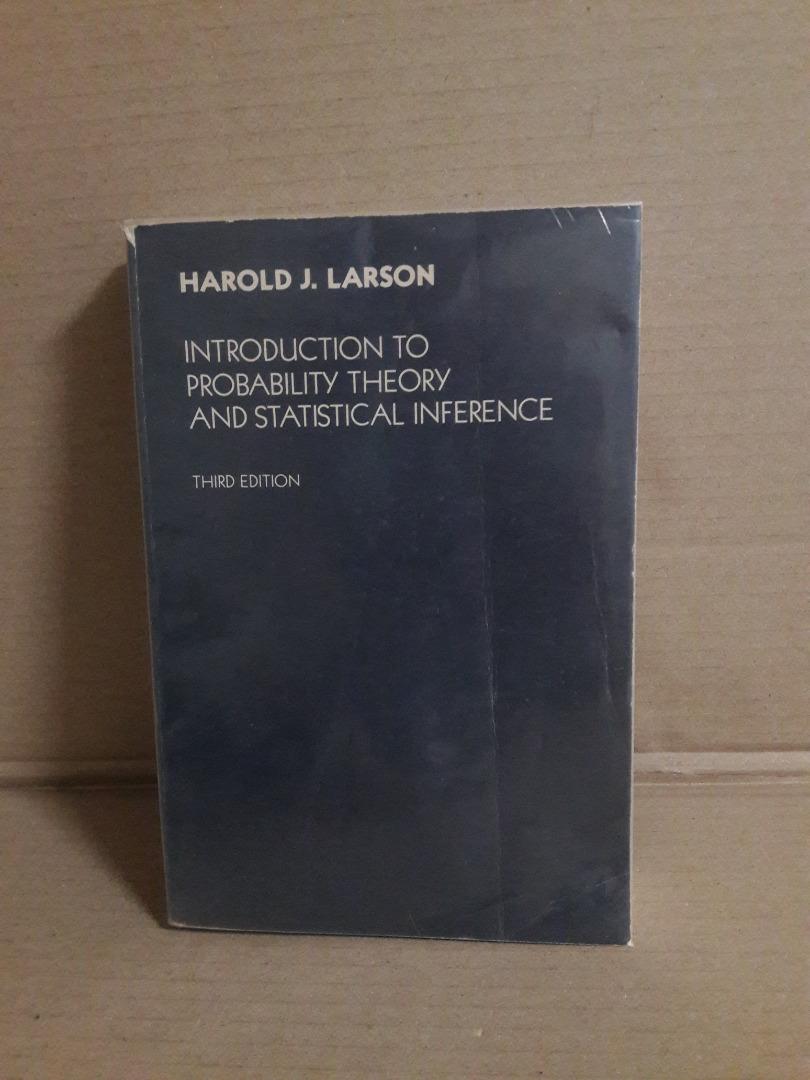 HAROLD J. LARSON
INTRODUCTION TO
PROBABILITY THEORY
AND STATISTICAL INFERENCE
THIRD EDITION